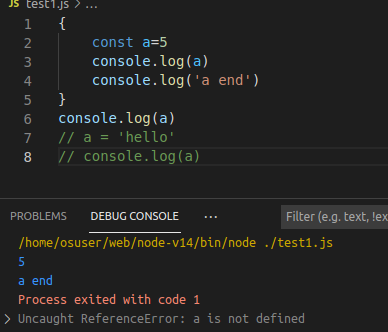 test1.js > ...
1 {
2 const a=5
3 console.log(a)
4 console.log('a end')
5 }
6 console.log(a)
7 // a = 'hello'
8 // console.log(a)
PROBLEMS DEBUG CONSOLE ... Filter (e.g. text, !ex
/home/osuser/web/node-v14/bin/node ./test1.js
5
a end
Process exited with code 1
> Uncaught ReferenceError: a is not defined